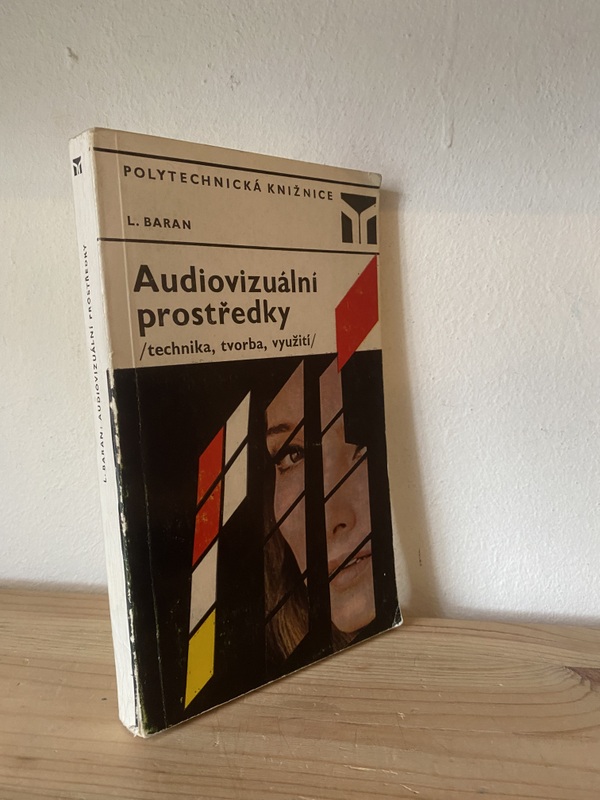 POLYTECHNICKÁ KNIŽNICE
L. BARAN
Audiovizuální
prostředky
/technika, tvorba, využití/
L. BARAN: AUDIOVIZUÁLNÍ PROSTŘEDKY